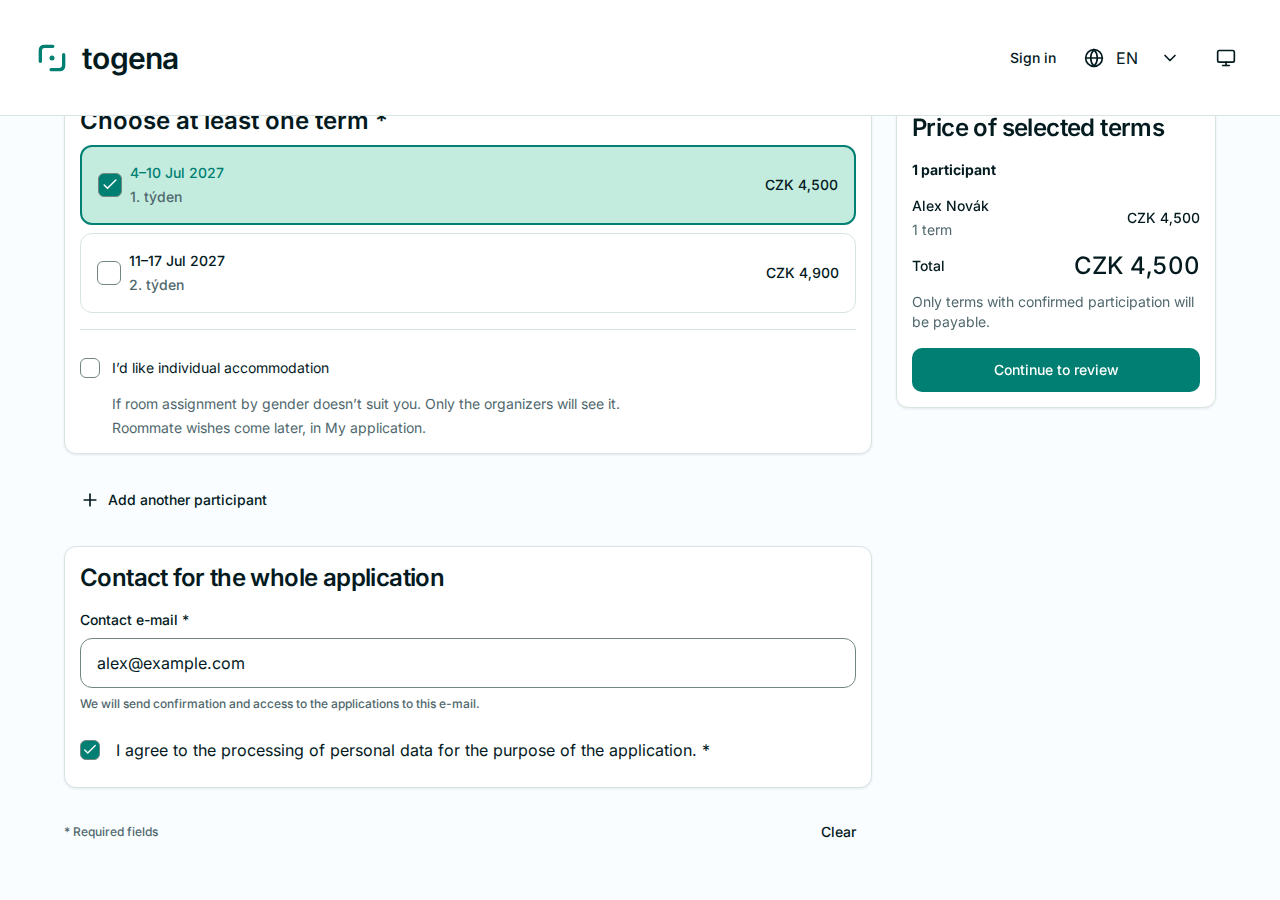 togena
Sign in
EN
Choose at least one term *
4–10 Jul 2027
1. týden
CZK 4,500
11–17 Jul 2027
2. týden
CZK 4,900
I’d like individual accommodation
If room assignment by gender doesn’t suit you. Only the organizers will see it.
Roommate wishes come later, in My application.
Add another participant
Contact for the whole application
Contact e-mail *
alex@example.com
We will send confirmation and access to the applications to this e-mail.
I agree to the processing of personal data for the purpose of the application. *
* Required fields
Clear
Price of selected terms
1 participant
Alex Novák
1 term
CZK 4,500
Total
CZK 4,500
Only terms with confirmed participation will
be payable.
Continue to review